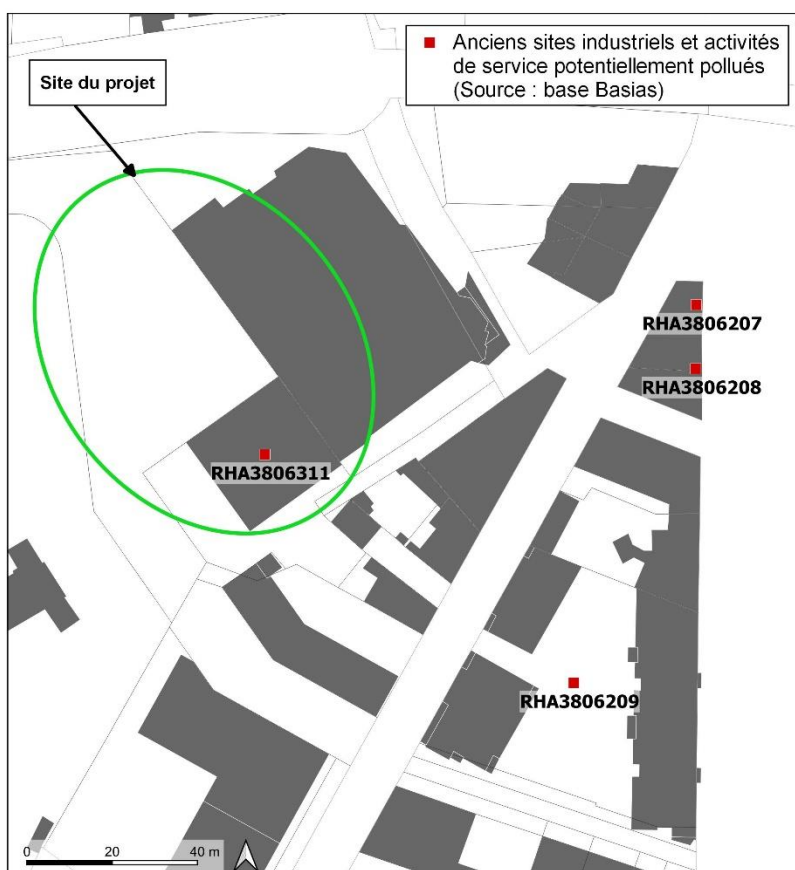 Anciens sites industriels et activités
de service potentiellement pollués
(Source : base Basias)
Site du projet
RHA3806207
RHA3806208
RHA3806311
RHA3806209
0 20 40 m